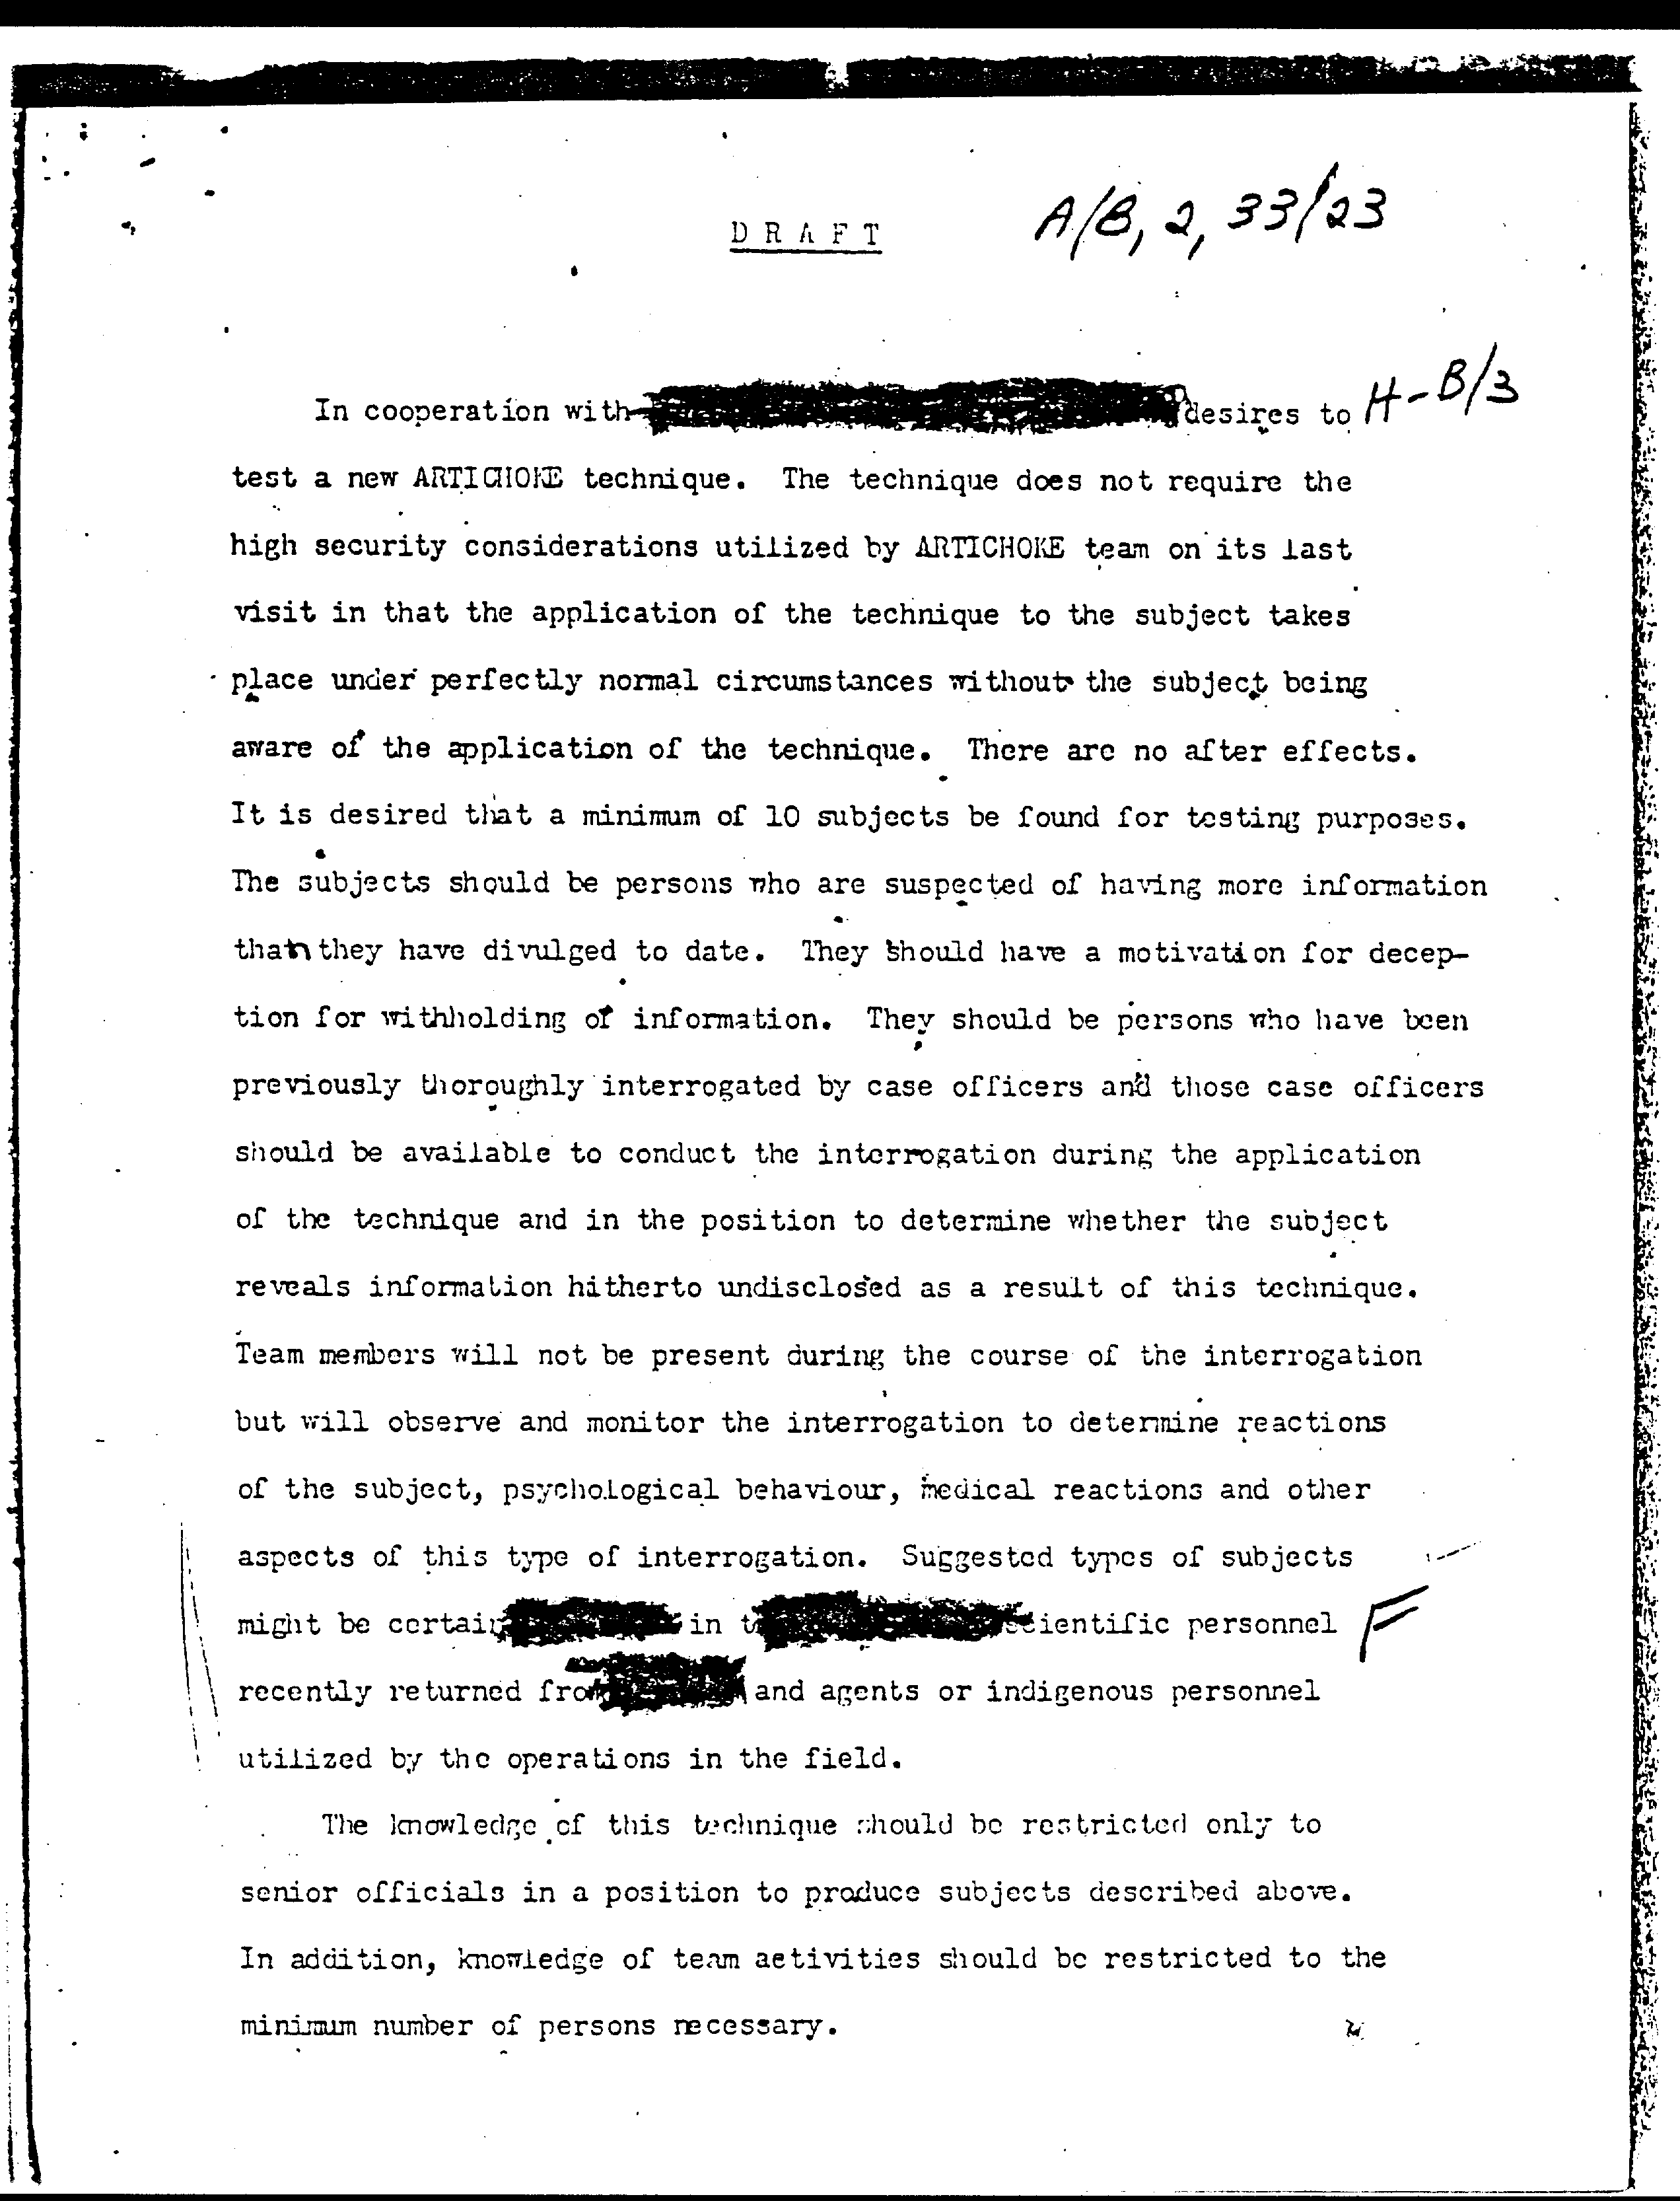 DRAFT
A/B, 2, 33/23
In cooperation with desires to H-B/3
test a new ARTICHOKE technique. The technique does not require the
high security considerations utilized by ARTICHOKE team on its last
visit in that the application of the technique to the subject takes
place under perfectly normal circumstances without the subject being
aware of the application of the technique. There are no after effects.
It is desired that a minimum of 10 subjects be found for testing purposes.
The subjects should be persons who are suspected of having more information
than they have divulged to date. They should have a motivation for decep-
tion for withholding of information. They should be persons who have been
previously thoroughly interrogated by case officers and those case officers
should be available to conduct the interrogation during the application
of the technique and in the position to determine whether the subject
reveals information hitherto undisclosed as a result of this technique.
Team members will not be present during the course of the interrogation
but will observe and monitor the interrogation to determine reactions
of the subject, psychological behaviour, medical reactions and other
aspects of this type of interrogation. Suggested types of subjects
might be certain in personnel F
recently returned from and agents or indigenous personnel
utilized by the operations in the field.
The knowledge of this technique should be restricted only to
senior officials in a position to produce subjects described above.
In addition, knowledge of team activities should be restricted to the
minimum number of persons necessary.